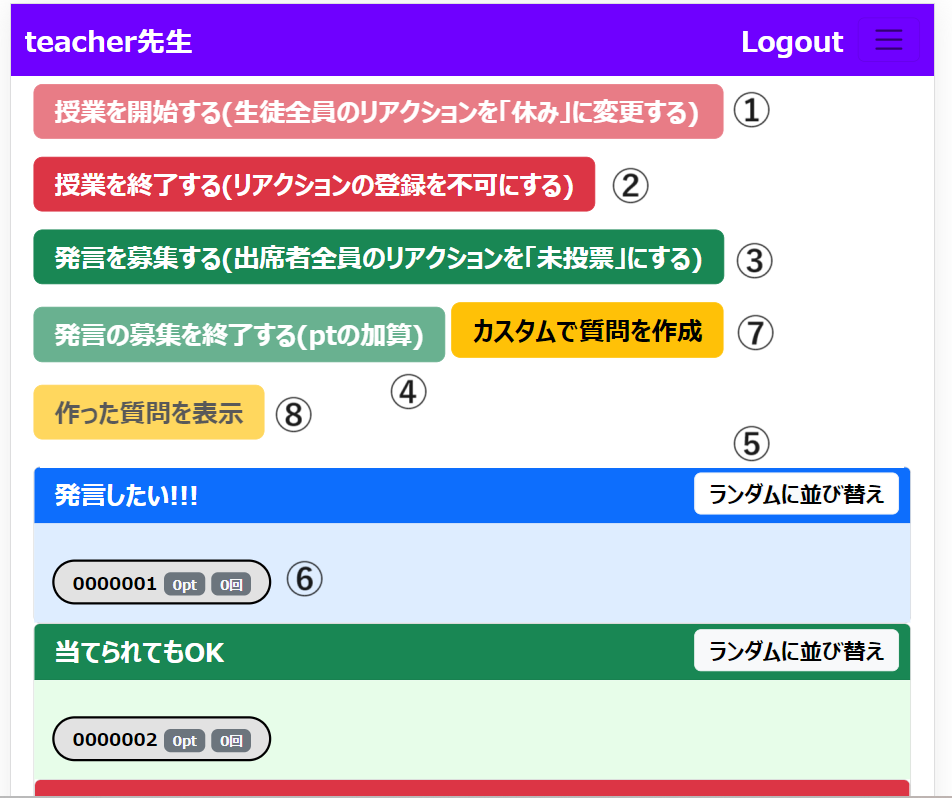 teacher先生 Logout
授業を開始する(生徒全員のリアクションを「休み」に変更する) ①
授業を終了する(リアクションの登録を不可にする) ②
発言を募集する(出席者全員のリアクションを「未投票」にする) ③
発言の募集を終了する(ptの加算) カスタムで質問を作成 ⑦
④
作った質問を表示 ⑧
⑤
発言したい!!! ランダムに並び替え
0000001 0pt 0回 ⑥
当てられてもOK ランダムに並び替え
0000002 0pt 0回